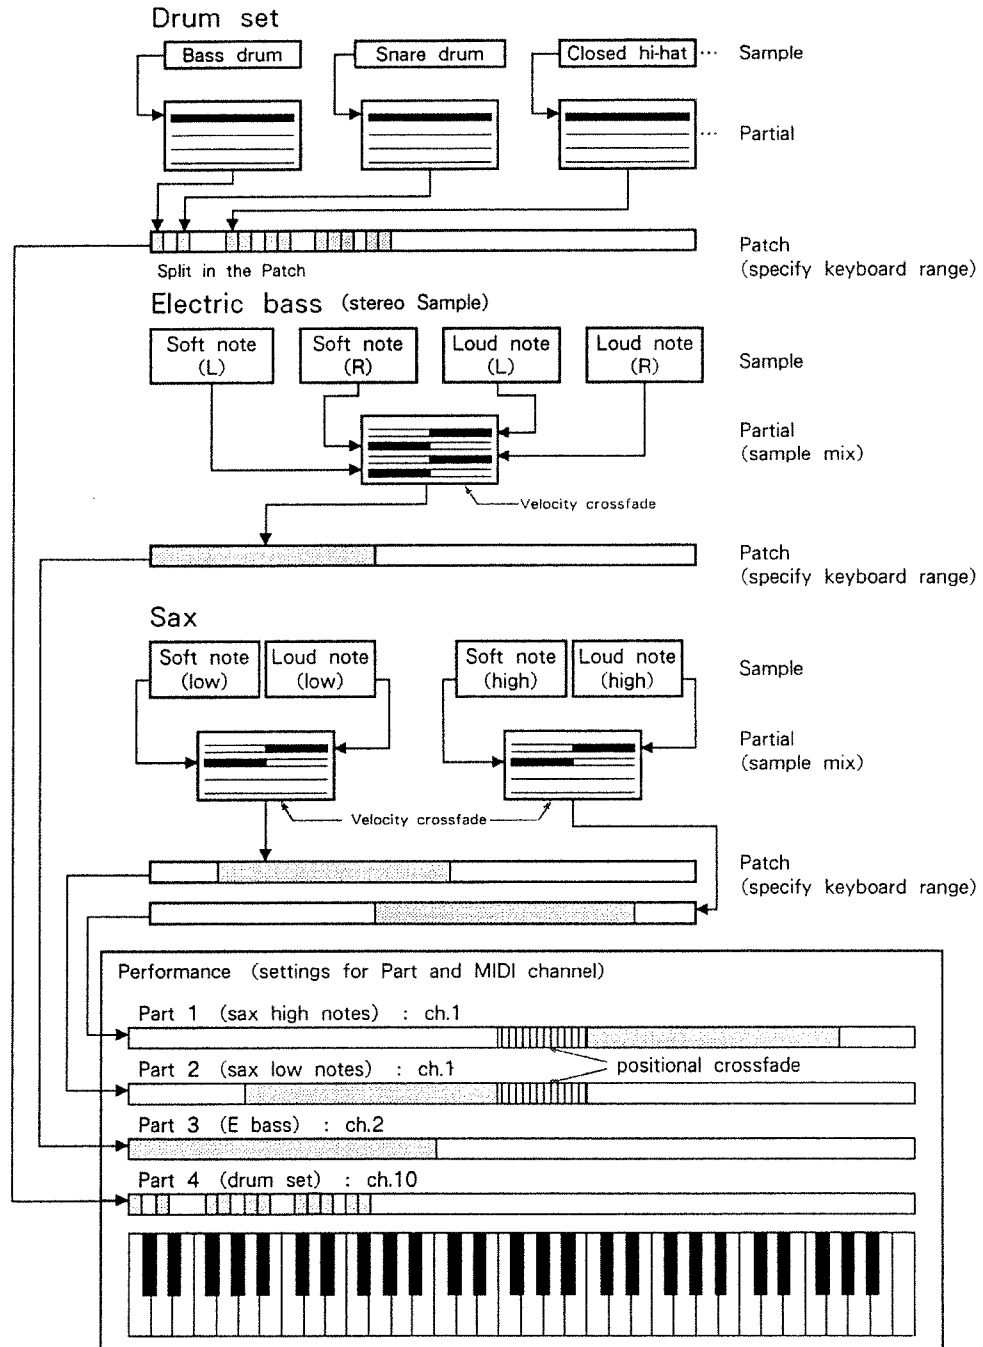 Drum set
Bass drum
Snare drum
Closed hi-hat
···
Sample
···
Partial
Patch
(specify keyboard range)
Split in the Patch
Electric bass (stereo Sample)
Soft note
(L)
Soft note
(R)
Loud note
(L)
Loud note
(R)
Sample
Partial
(sample mix)
Velocity crossfade
Patch
(specify keyboard range)
Sax
Soft note
(low)
Loud note
(low)
Soft note
(high)
Loud note
(high)
Sample
Partial
(sample mix)
Velocity crossfade
Patch
(specify keyboard range)
Performance (settings for Part and MIDI channel)
Part 1 (sax high notes) : ch.1
positional crossfade
Part 2 (sax low notes) : ch.1
Part 3 (E bass) : ch.2
Part 4 (drum set) : ch.10